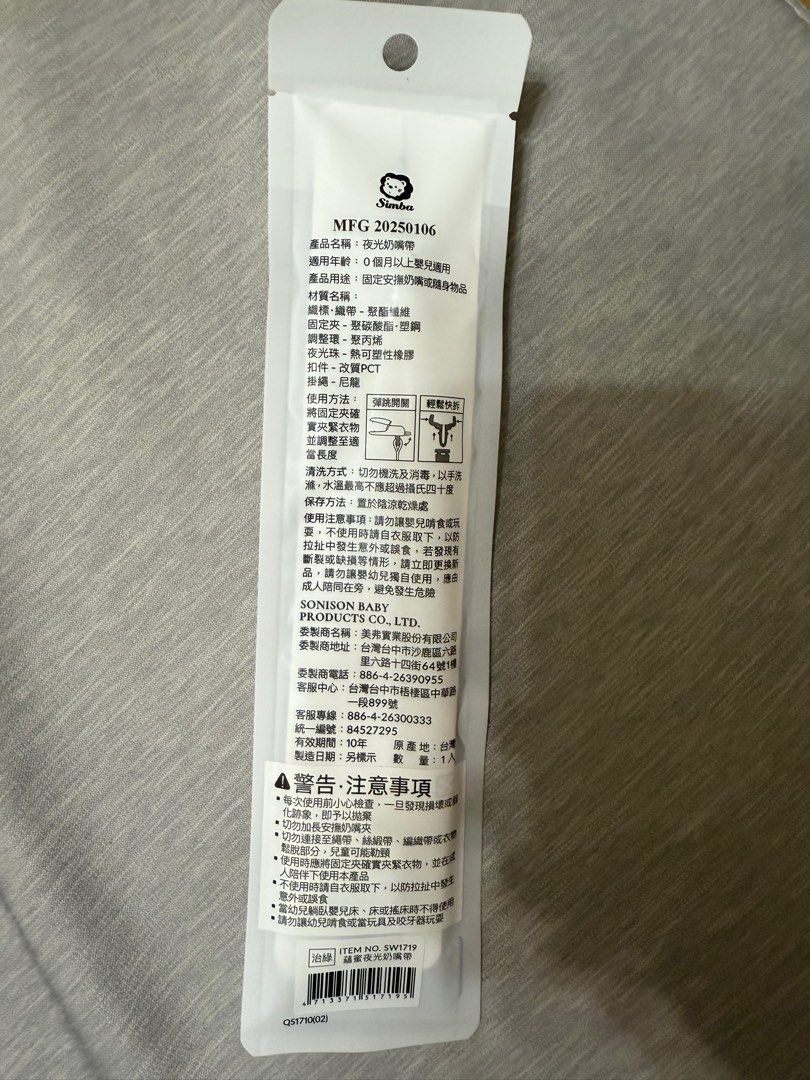 Simba
MFG 20250106
產品名稱：夜光奶嘴帶
適用年齡：0個月以上嬰兒適用
產品用途：固定安撫奶嘴或隨身物品
材質名稱：
織標·織帶 - 聚酯纖維
固定夾 - 聚碳酸酯·塑鋼
調整環 - 聚丙烯
夜光珠 - 熱可塑性橡膠
扣件 - 改質PCT
掛繩 - 尼龍
使用方法：
將固定夾確
實夾緊衣物
並調整至適
當長度
彈跳開關
輕鬆快拆
清洗方式：切勿機洗及消毒，以手洗
滌，水溫最高不應超過攝氏四十度
保存方法：置於陰涼乾燥處
使用注意事項：請勿讓嬰兒啃食或玩
耍，不使用時請自衣服取下，以防
拉扯中發生意外或誤食，若發現有
斷裂或缺損等情形，請立即更換新
品，請勿讓嬰幼兒獨自使用，應由
成人陪同在旁，避免發生危險
SONISON BABY
PRODUCTS CO., LTD.
委製商名稱：美弗實業股份有限公司
委製商地址：台灣台中市沙鹿區六路
里六路十四街64號1樓
委製商電話：886-4-26390955
客服中心：台灣台中市梧棲區中華路
一段899號
客服專線：886-4-26300333
統一編號：84527295
有效期間：10年 原產地：台灣
製造日期：另標示 數 量：1入
警告·注意事項
•每次使用前小心檢查，一旦發現損壞或
化跡象，即予以拋棄
•切勿加長安撫奶嘴夾
•切勿連接至繩帶、絲緞帶、編織帶或衣物
鬆脫部分，兒童可能勒頸
•使用時應將固定夾確實夾緊衣物，並在成
人陪伴下使用本產品
•不使用時請自衣服取下，以防拉扯中發生
意外或誤食
•當幼兒躺臥嬰兒床、床或搖床時不得使用
•請勿讓幼兒啃食或當玩具及咬牙器玩耍
治綠
ITEM NO. SW1719
蘊蜜夜光奶嘴帶
4 713371 517195
QS1710(02)